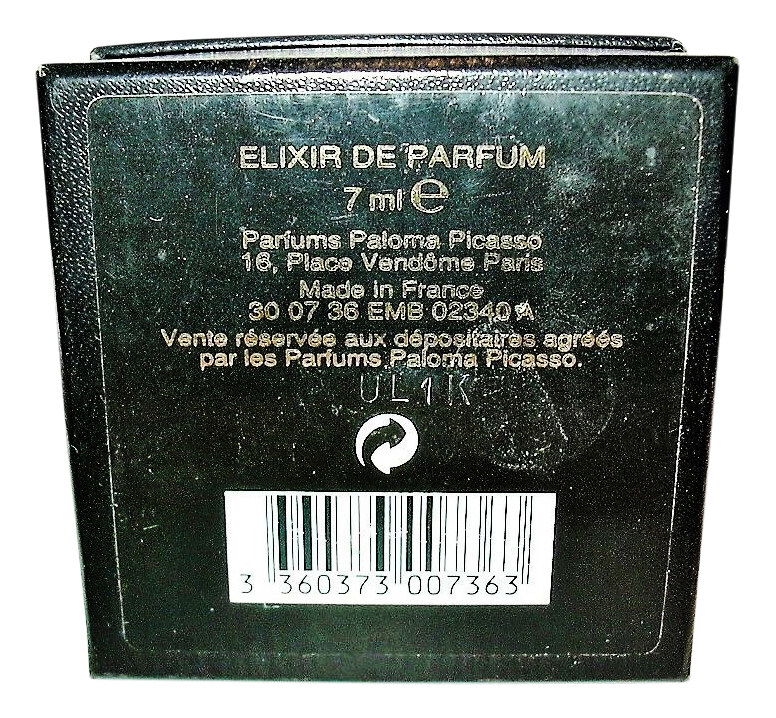 ELIXIR DE PARFUM
7 ml ℮
Parfums Paloma Picasso
16, Place Vendôme Paris
Made in France
30 07 36 EMB 02340 A
Vente réservée aux dépositaires agréés
par les Parfums Paloma Picasso.
UL1K
3 360373 007363